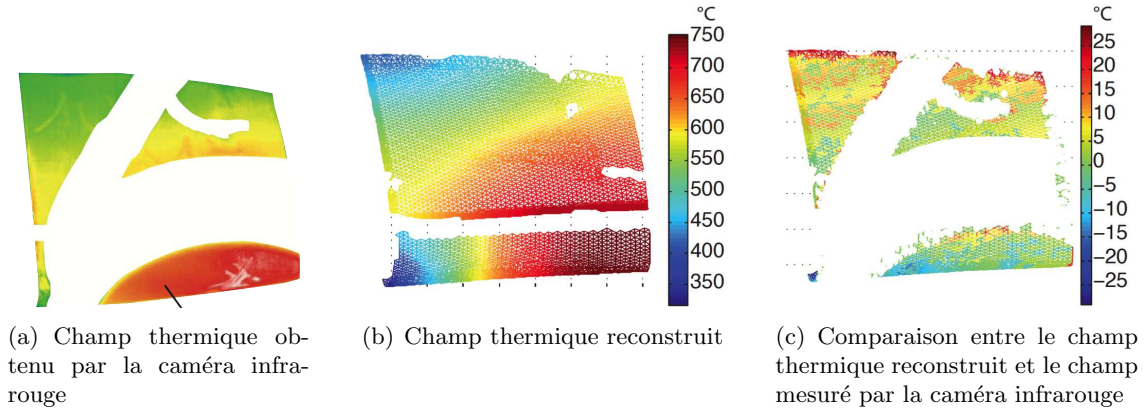 °C
750
700
650
600
550
500
450
400
350
°C
25
20
15
10
5
0
−5
−10
−15
−20
−25
(a) Champ thermique ob-
tenu par la caméra infra-
rouge
(b) Champ thermique reconstruit
(c) Comparaison entre le champ
thermique reconstruit et le champ
mesuré par la caméra infrarouge